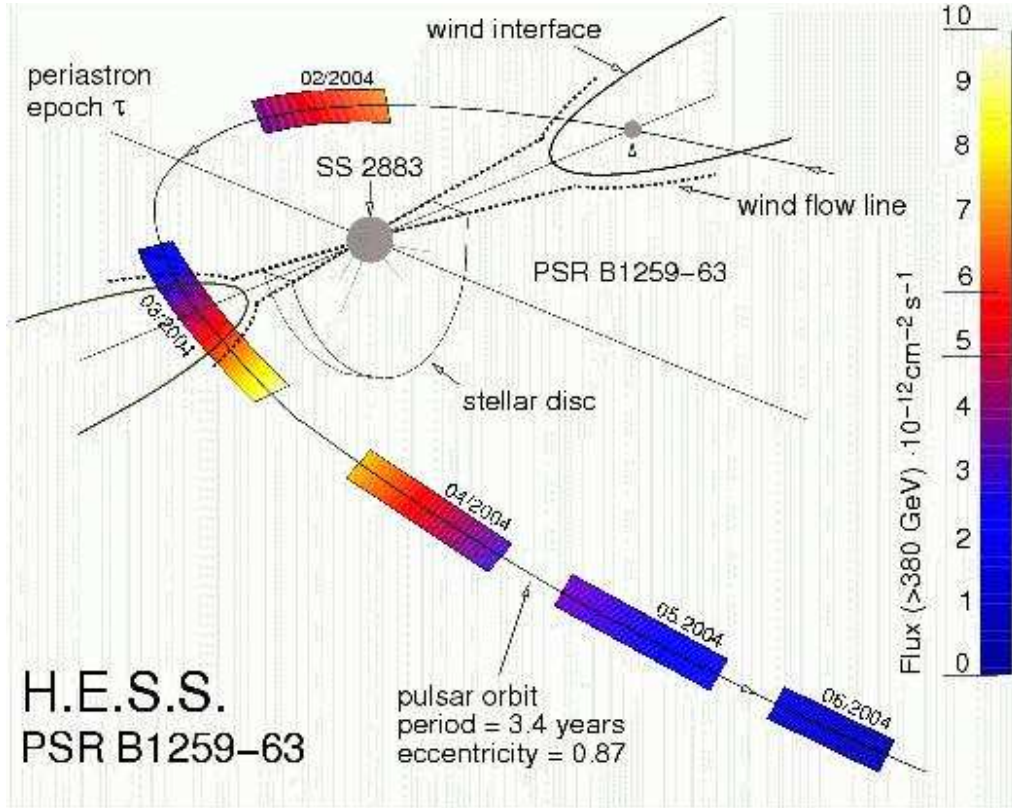 wind interface
10
9
8
7
6
5
4
3
2
1
0
Flux (>380 GeV) ·10⁻¹²cm⁻² s⁻¹
periastron
epoch τ
02/2004
SS 2883
wind flow line
PSR B1259−63
03/2004
stellar disc
04/2004
05.2004
06/2004
pulsar orbit
period = 3.4 years
eccentricity = 0.87
H.E.S.S.
PSR B1259−63